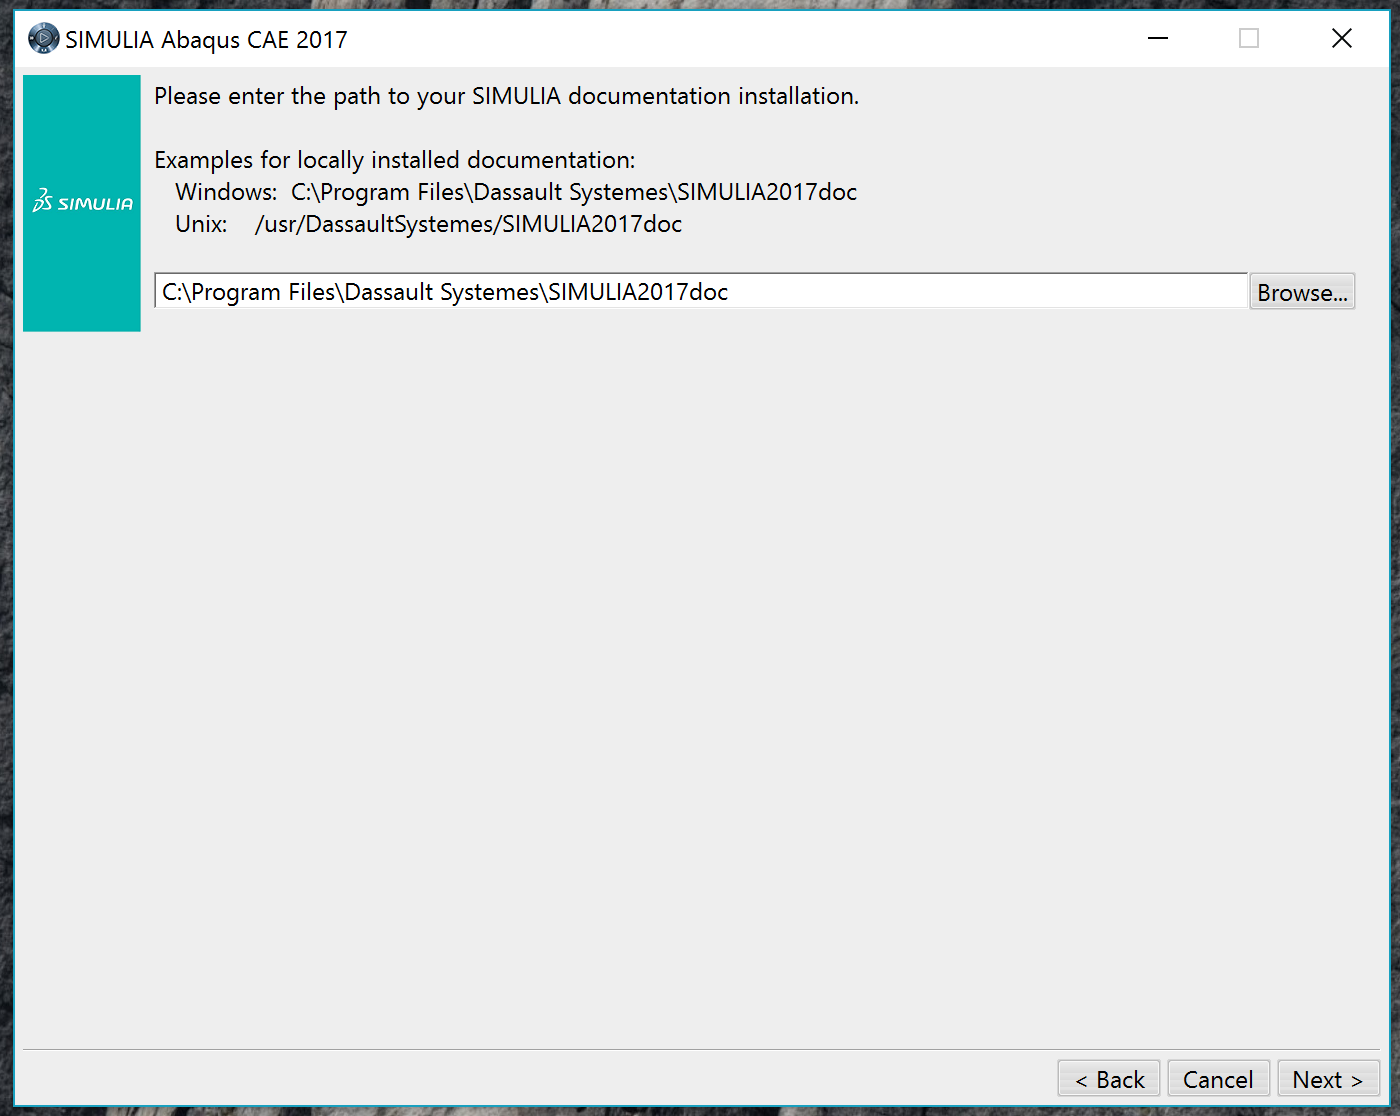 SIMULIA Abaqus CAE 2017
Please enter the path to your SIMULIA documentation installation.
Examples for locally installed documentation:
Windows: C:\Program Files\Dassault Systemes\SIMULIA2017doc
Unix: /usr/DassaultSystemes/SIMULIA2017doc
SIMULIA
C:\Program Files\Dassault Systemes\SIMULIA2017doc
Browse...
< Back
Cancel
Next >